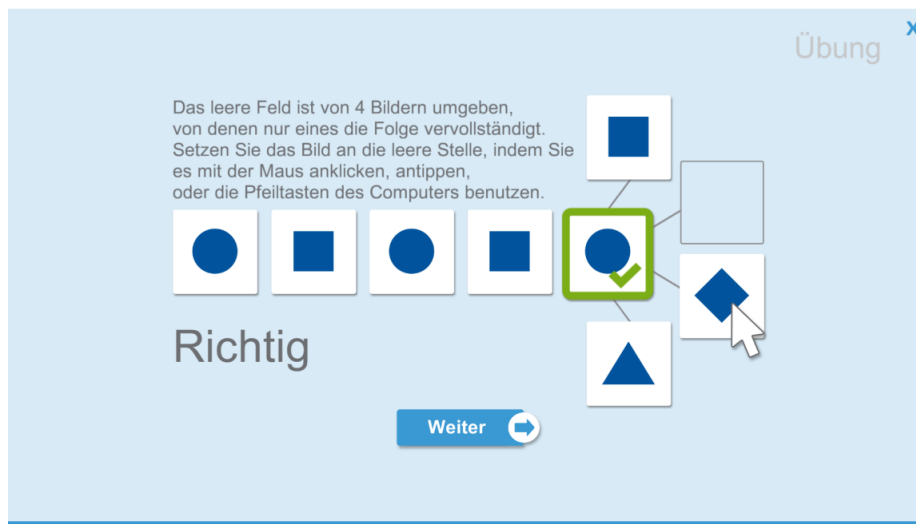 x
Übung
Das leere Feld ist von 4 Bildern umgeben,
von denen nur eines die Folge vervollständigt.
Setzen Sie das Bild an die leere Stelle, indem Sie
es mit der Maus anklicken, antippen,
oder die Pfeiltasten des Computers benutzen.
Richtig
Weiter